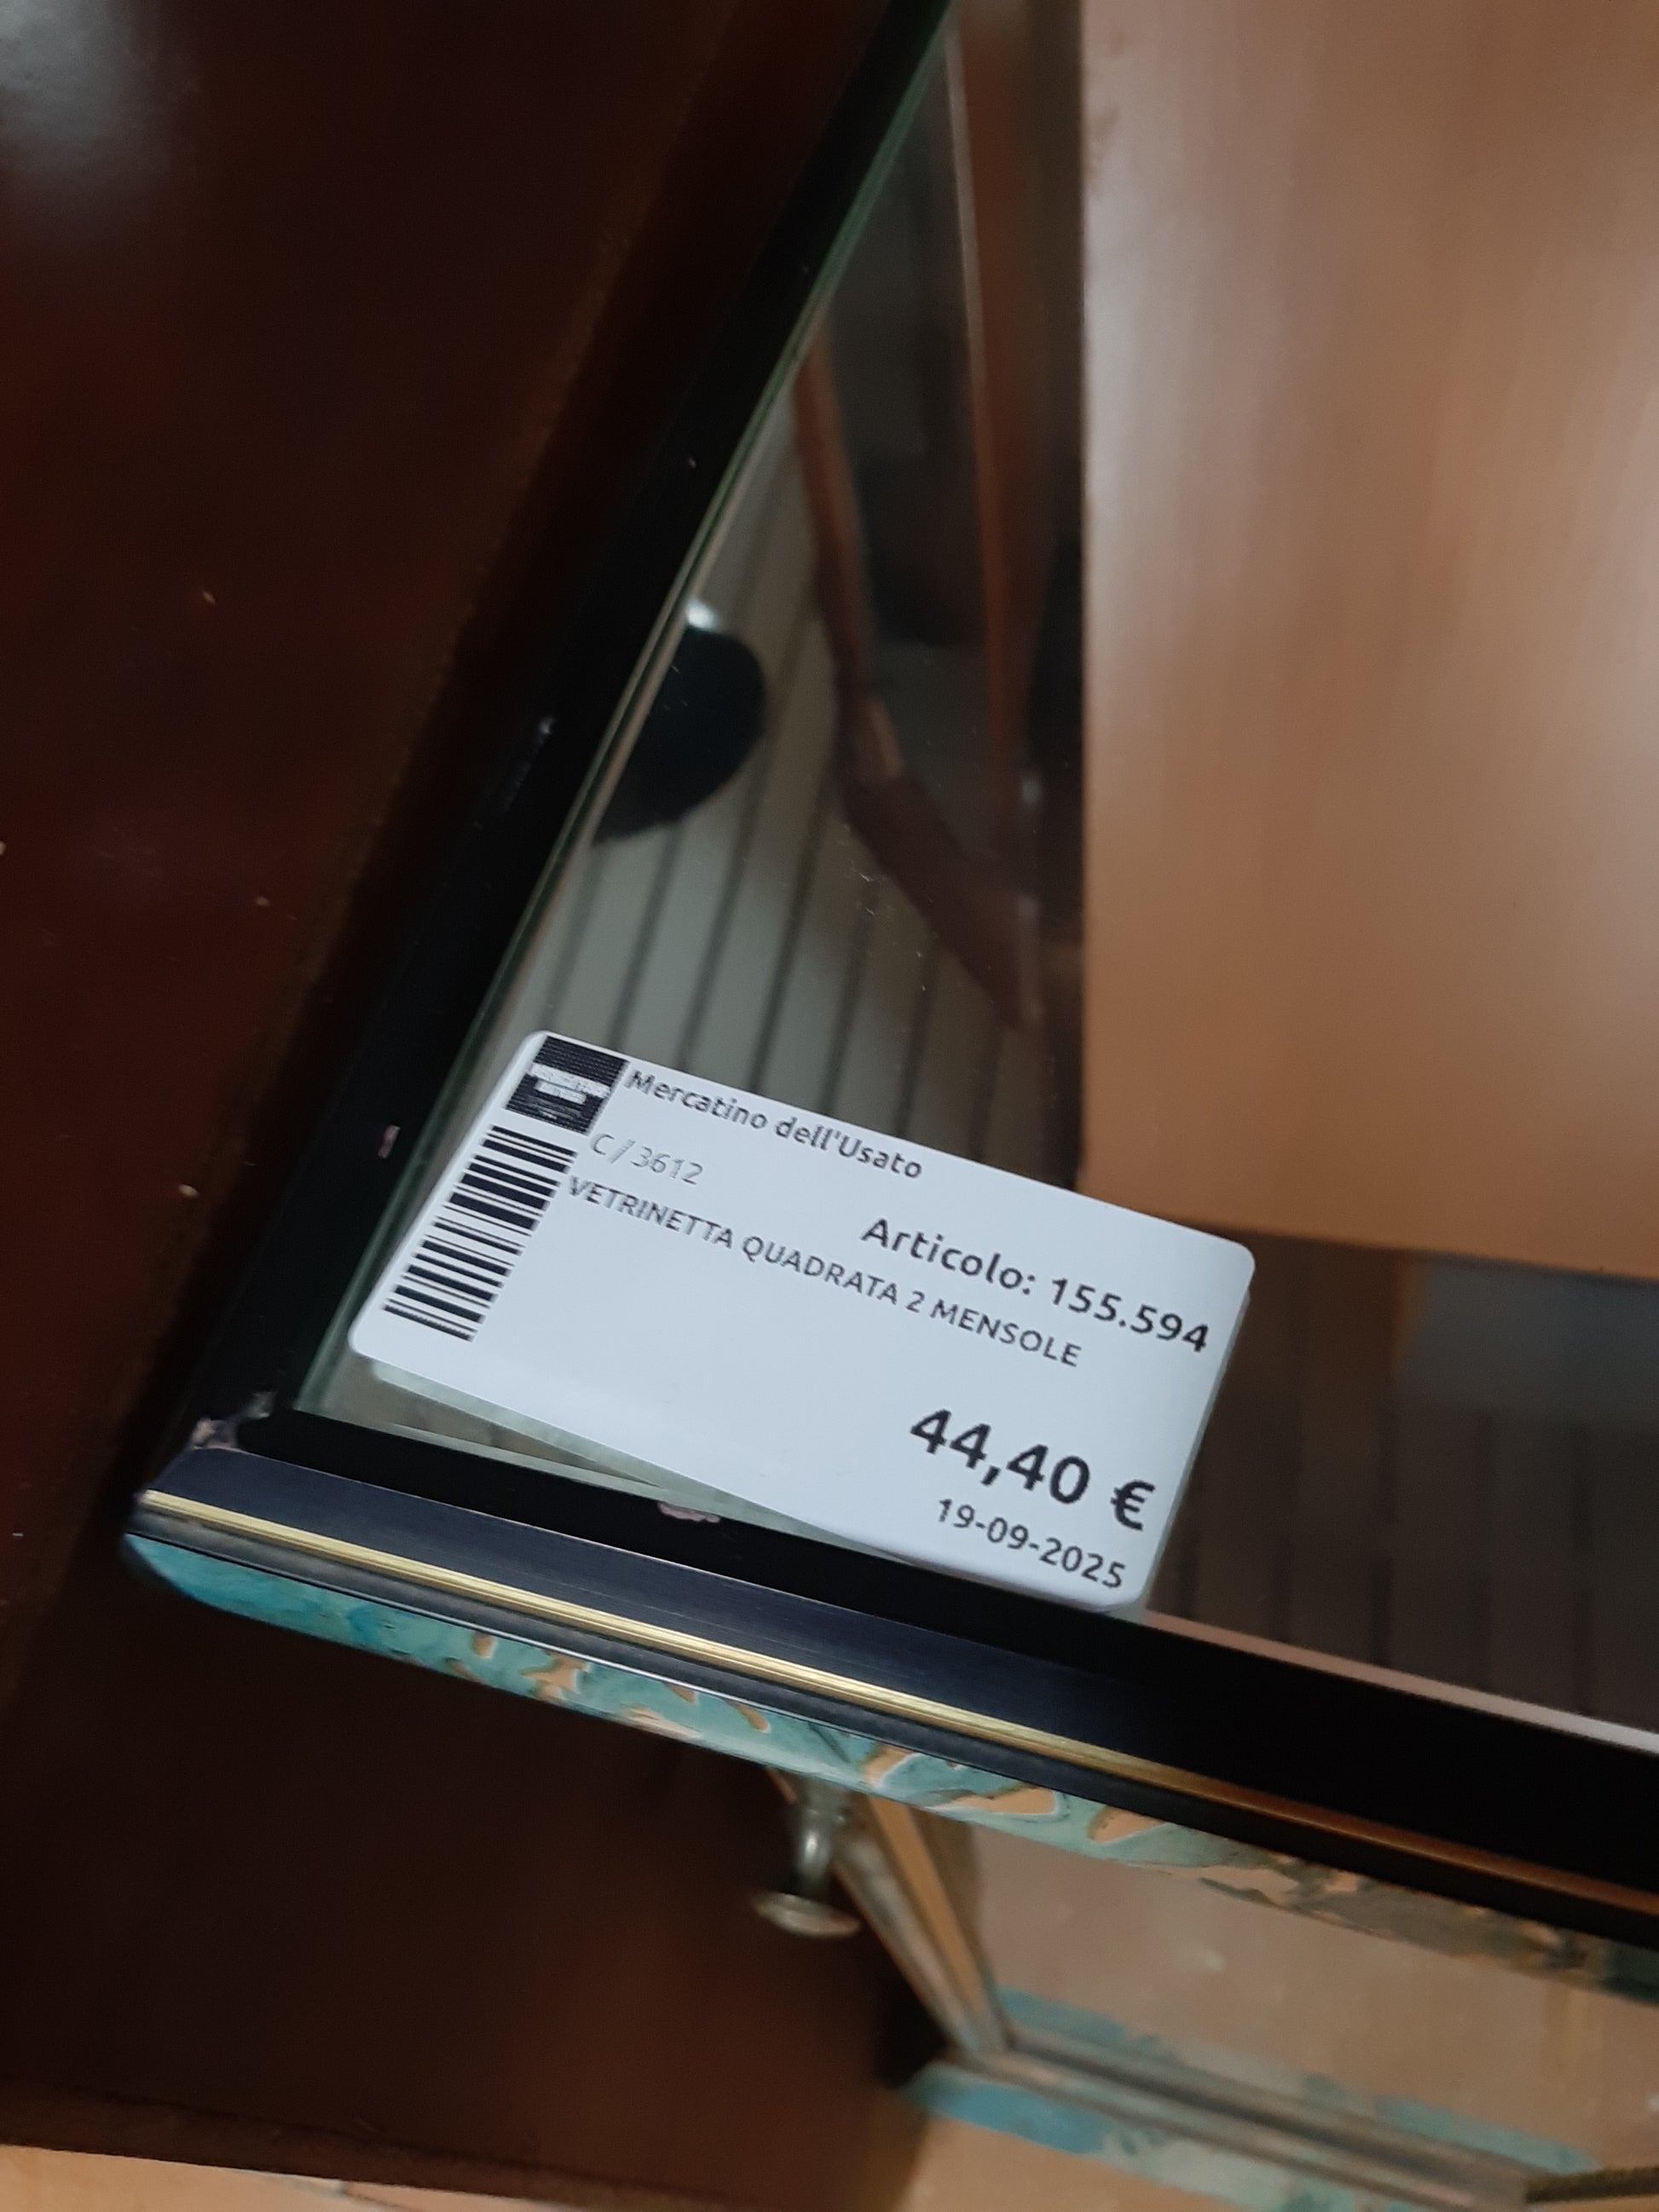 Mercatino dell'Usato
C / 3612
Articolo: 155.594
VETRINETTA QUADRATA 2 MENSOLE
44,40 €
19-09-2025